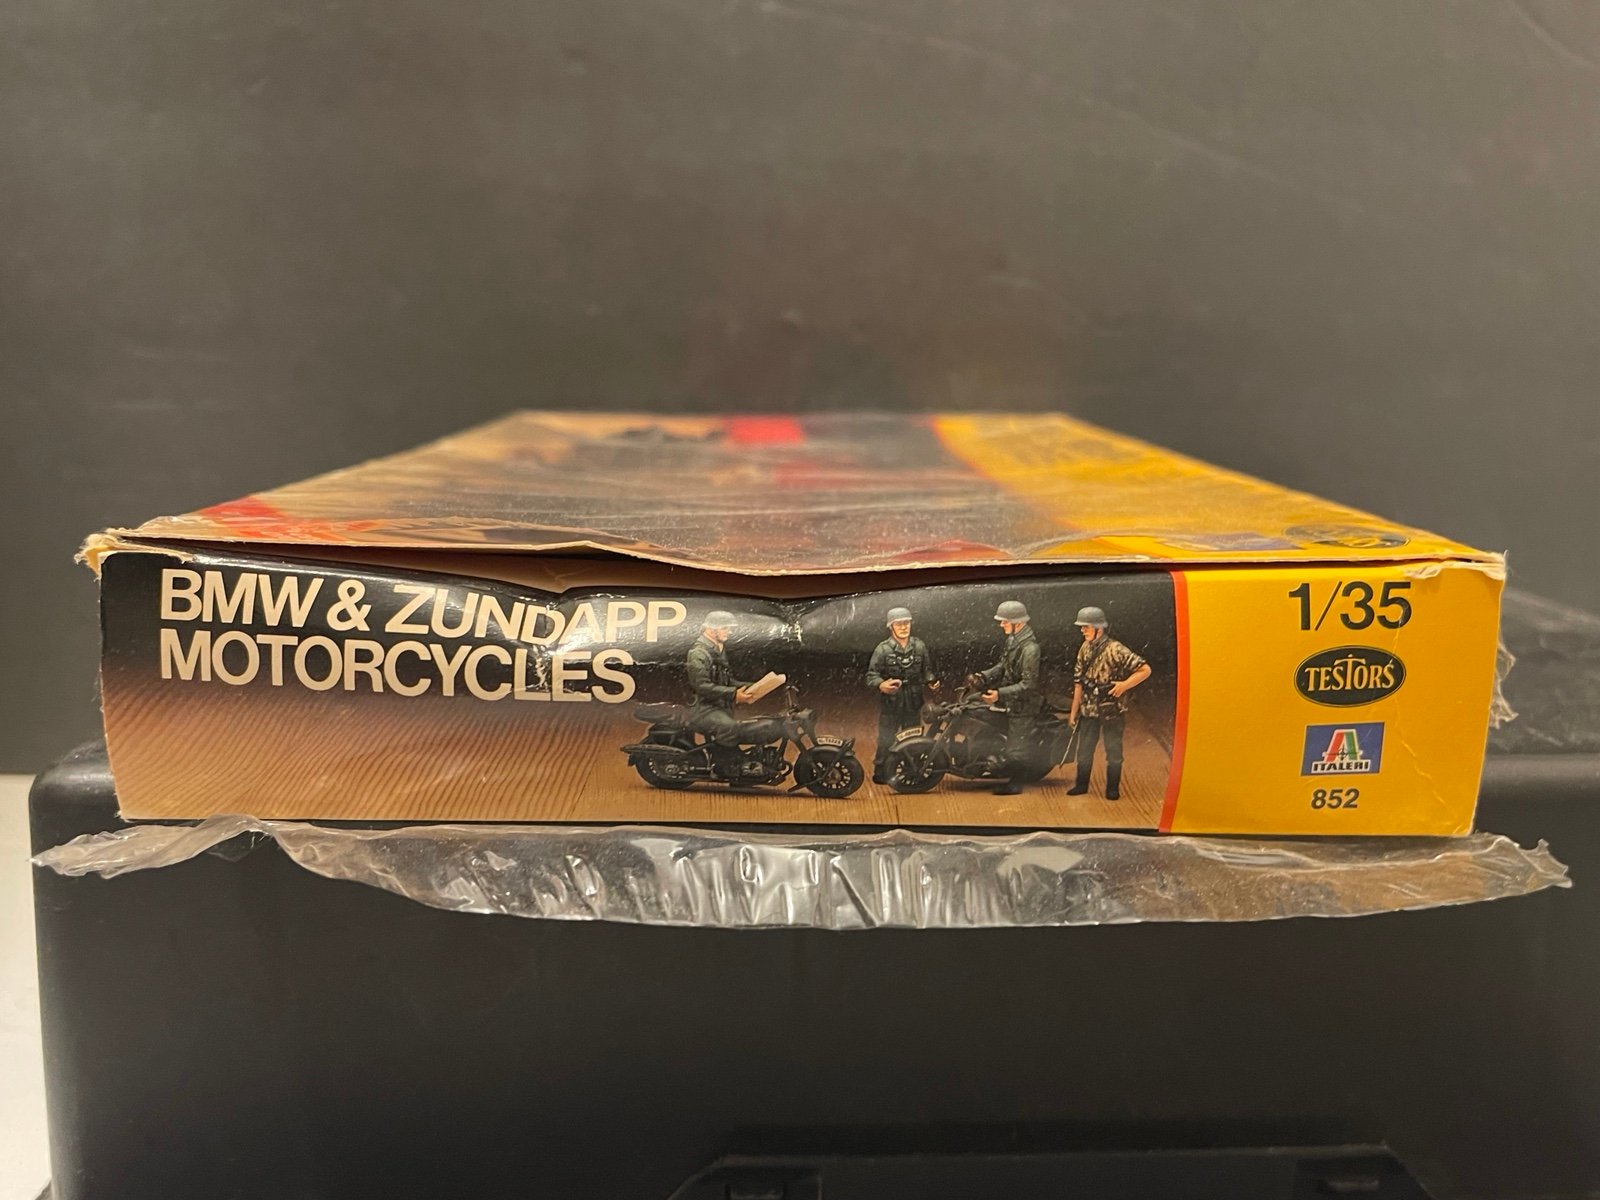 BMW & ZUNDAPP
MOTORCYCLES
1/35
TESTORS
ITALERI
852